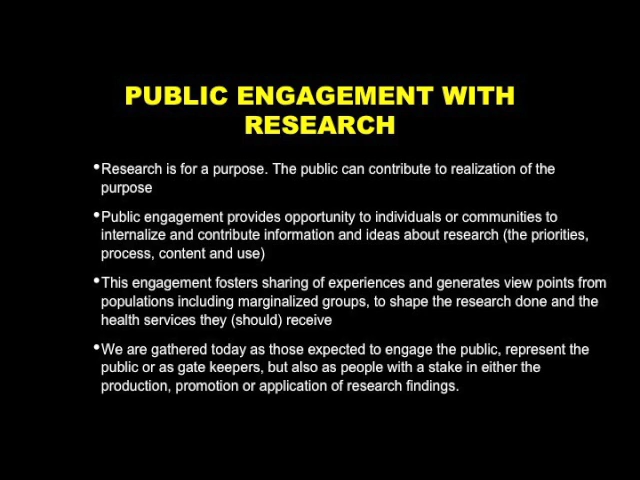 PUBLIC ENGAGEMENT WITH
RESEARCH
•Research is for a purpose. The public can contribute to realization of the
purpose
•Public engagement provides opportunity to individuals or communities to
internalize and contribute information and ideas about research (the priorities,
process, content and use)
•This engagement fosters sharing of experiences and generates view points from
populations including marginalized groups, to shape the research done and the
health services they (should) receive
•We are gathered today as those expected to engage the public, represent the
public or as gate keepers, but also as people with a stake in either the
production, promotion or application of research findings.